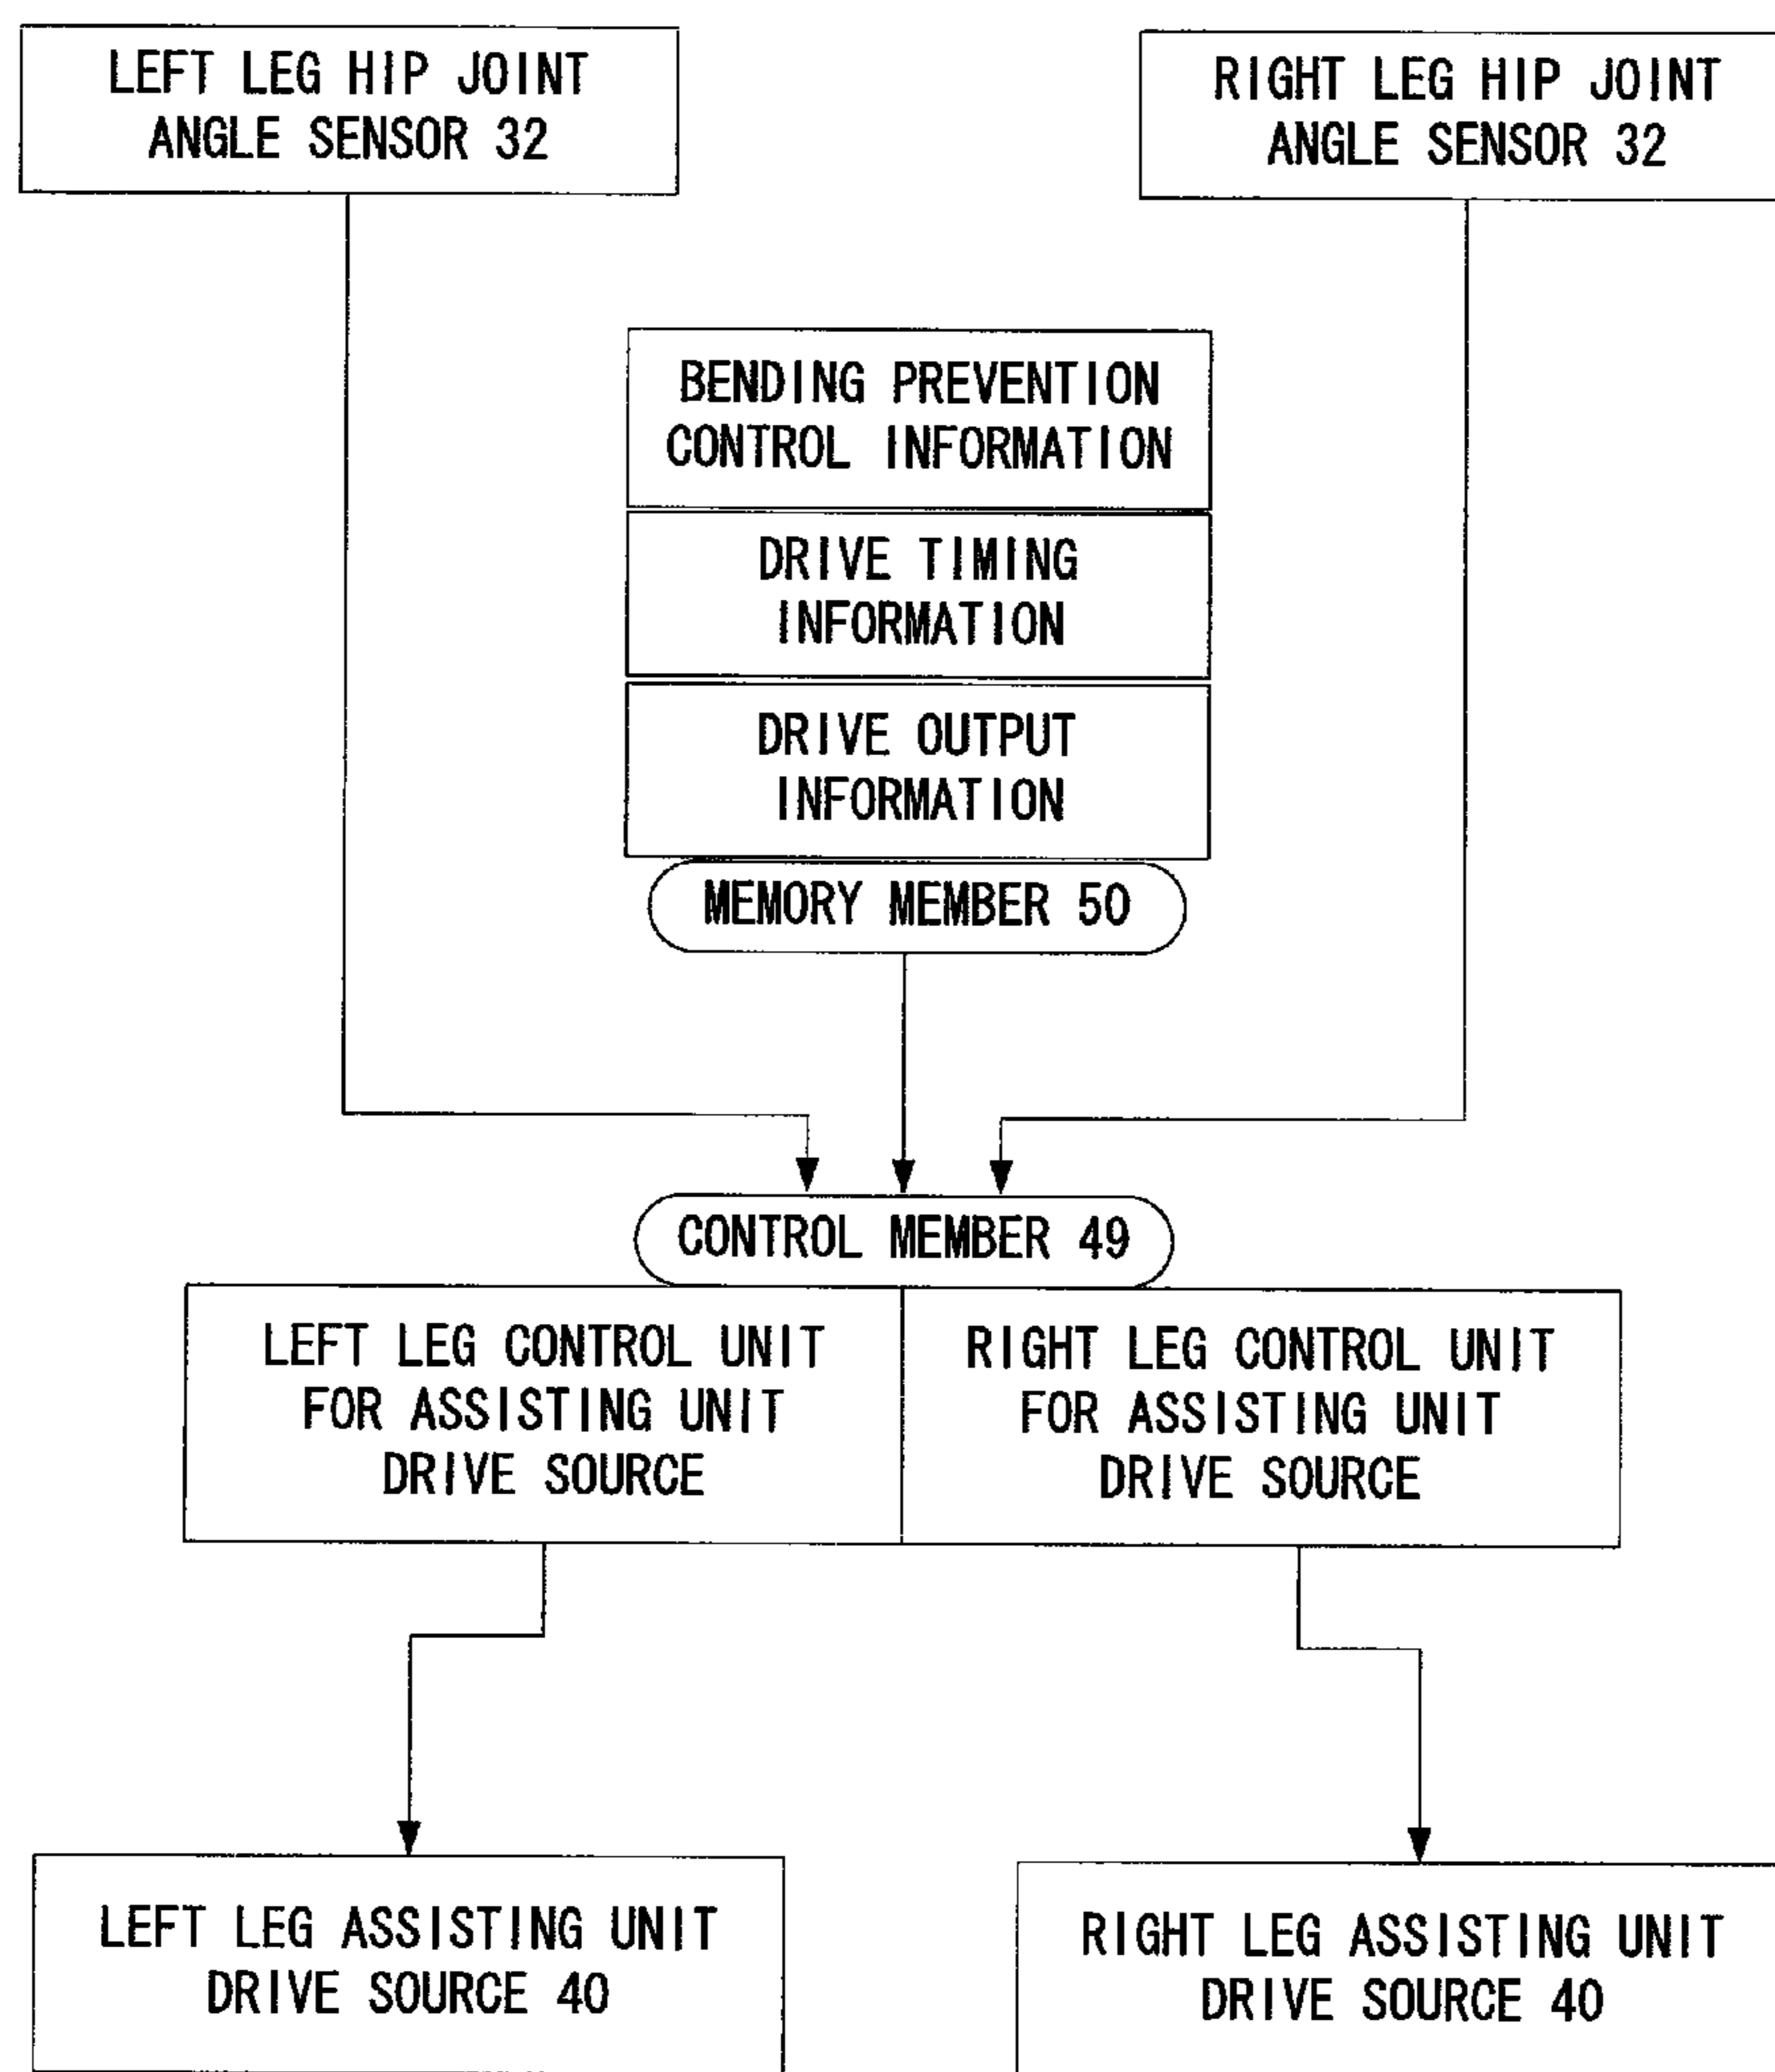 LEFT LEG HIP JOINT
ANGLE SENSOR 32
RIGHT LEG HIP JOINT
ANGLE SENSOR 32
BENDING PREVENTION
CONTROL INFORMATION
DRIVE TIMING
INFORMATION
DRIVE OUTPUT
INFORMATION
MEMORY MEMBER 50
CONTROL MEMBER 49
LEFT LEG CONTROL UNIT
FOR ASSISTING UNIT
DRIVE SOURCE
RIGHT LEG CONTROL UNIT
FOR ASSISTING UNIT
DRIVE SOURCE
LEFT LEG ASSISTING UNIT
DRIVE SOURCE 40
RIGHT LEG ASSISTING UNIT
DRIVE SOURCE 40